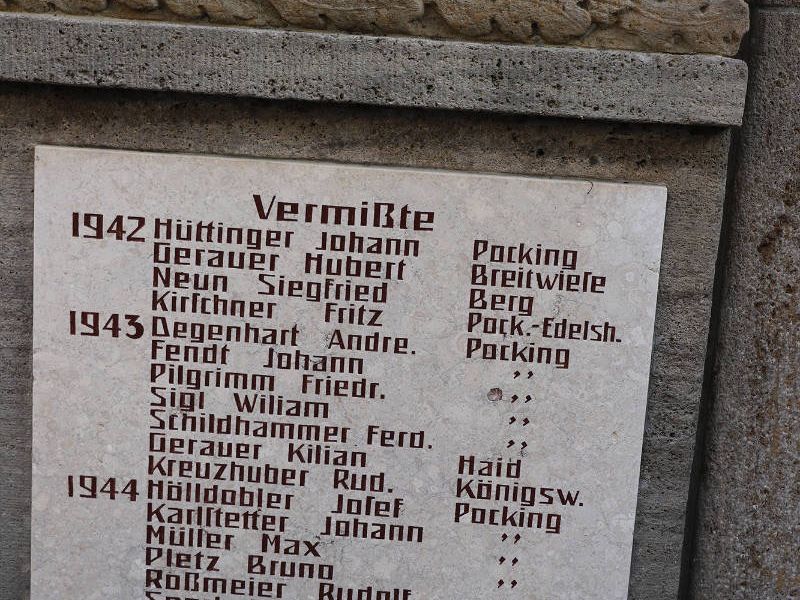 Vermißte
1942 Hüttinger Johann Pocking
Gerauer Hubert Breitwieſe
Neun Siegfried Berg
Kirſchner Fritz Pock.-Edelsh.
1943 Degenhart Andre. Pocking
Fendt Johann ,,
Pilgrimm Friedr. ,,
Sigl Wiliam ,,
Schildhammer Ferd. ,,
Gerauer Kilian Haid
Kreuzhuber Rud. Königsw.
1944 Hölldobler Joſef Pocking
Karlſtetter Johann ,,
Müller Max ,,
Pletz Bruno ,,
Roßmeier Rudolf